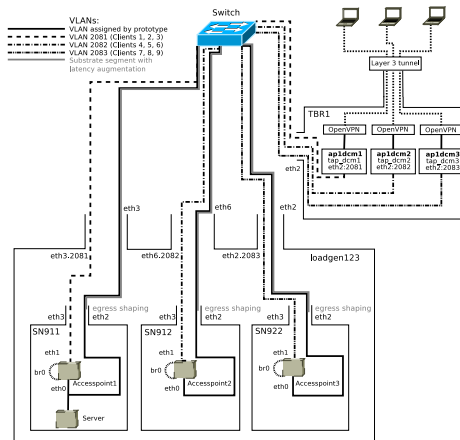 Switch
VLANs:
VLAN assigned by prototype
VLAN 2081 (Clients 1, 2, 3)
VLAN 2082 (Clients 4, 5, 6)
VLAN 2083 (Clients 7, 8, 9)
Substrate segment with
latency augmentation
Layer 3 tunnel
TBR1
OpenVPN
OpenVPN
OpenVPN
ap1dcm1
tap_dcm1
eth2:2081
ap1dcm2
tap_dcm2
eth2:2082
ap1dcm3
tap_dcm3
eth2:2083
eth2
eth3
eth6
eth2
eth3.2081
eth6.2082
eth2.2083
loadgen123
egress shaping
egress shaping
eth3
eth2
eth3
eth2
eth3
eth2
SN911
SN912
SN922
eth1
br0
eth0
Accesspoint1
Server
eth1
br0
eth0
Accesspoint2
eth1
br0
eth0
Accesspoint3